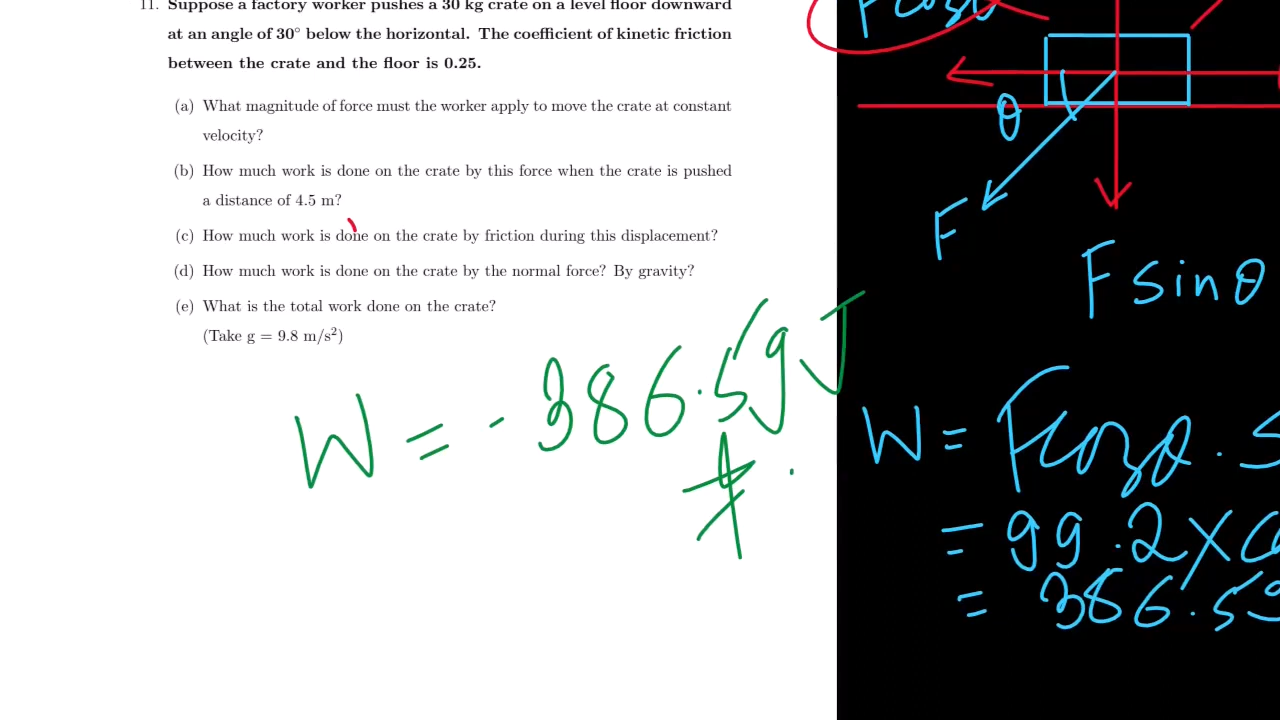 11. Suppose a factory worker pushes a 30 kg crate on a level floor downward
at an angle of 30° below the horizontal. The coefficient of kinetic friction
between the crate and the floor is 0.25.
(a) What magnitude of force must the worker apply to move the crate at constant
velocity?
(b) How much work is done on the crate by this force when the crate is pushed
a distance of 4.5 m?
(c) How much work is done on the crate by friction during this displacement?
(d) How much work is done on the crate by the normal force? By gravity?
(e) What is the total work done on the crate?
(Take g = 9.8 m/s²)
W = - 386.59 J
F cosθ
θ
F
F sinθ
W = Fcosθ . S
= 99.2 × C
= 386.59